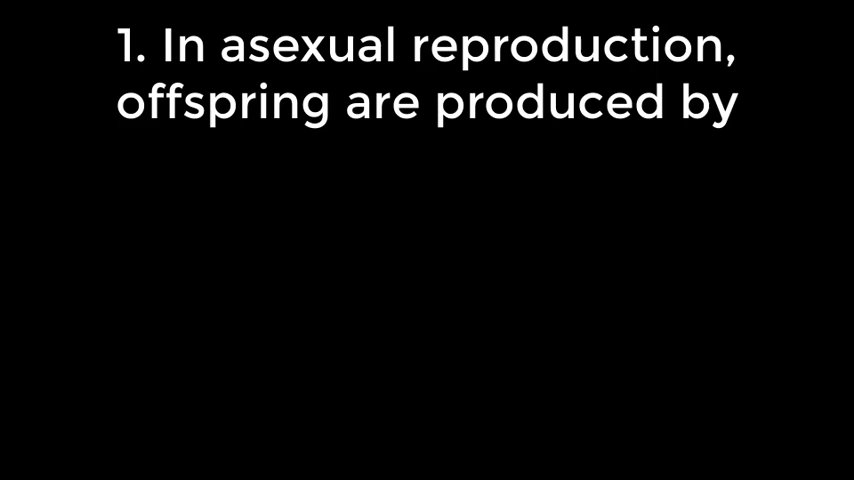 1. In asexual reproduction,
offspring are produced by